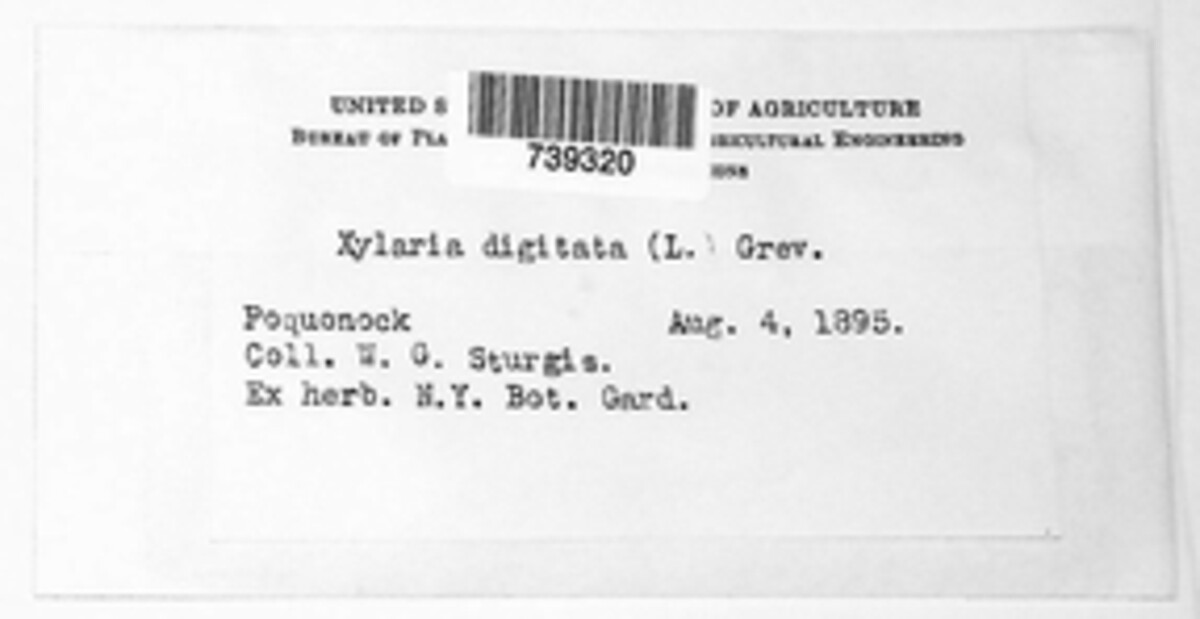 UNITED S OF AGRICULTURE
BUREAU OF PLA AGRICULTURAL ENGINEERING
739320
Xylaria digitata (L.) Grev.
Poquonock Aug. 4, 1895.
Coll. W. G. Sturgis.
Ex herb. N.Y. Bot. Gard.